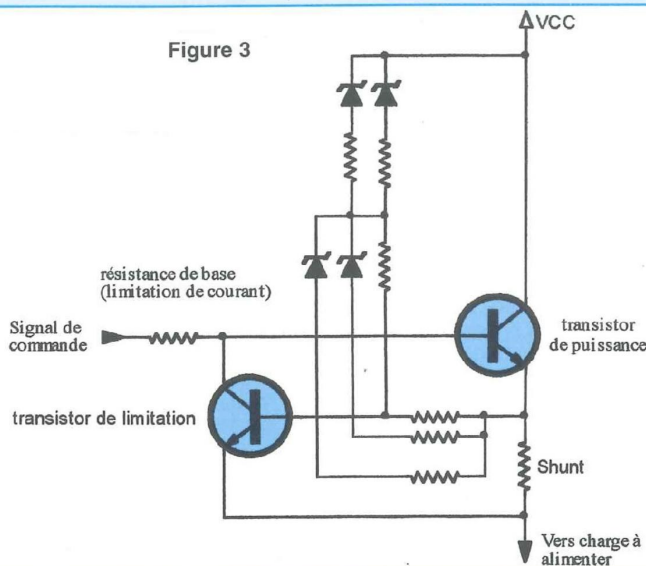 VCC
Figure 3
résistance de base
(limitation de courant)
Signal de
commande
transistor
de puissance
transistor de limitation
Shunt
Vers charge à
alimenter